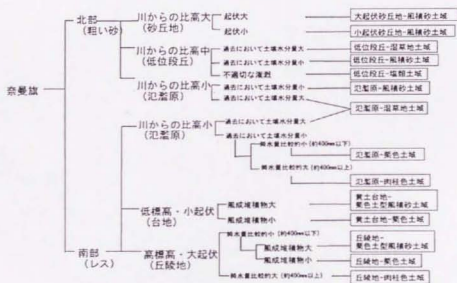 奈曼旗
北部
(粗い砂)
川からの比高大
(砂丘地)
起伏大
大起伏砂丘地-風積砂土域
起伏小
小起伏砂丘地-風積砂土域
川からの比高中
(低位段丘)
過去において土壌水分量大
低位段丘-湿草地土域
過去において土壌水分量小
低位段丘-風積砂土域
不適切な灌漑
低位段丘-塩類土域
川からの比高小
(氾濫原)
過去において土壌水分量小
氾濫原-風積砂土域
過去において土壌水分量大
氾濫原-湿草地土域
南部
(レス)
川からの比高小
(氾濫原)
過去において土壌水分量大
過去において土壌水分量小
降水量比較的小(約400mm以下)
氾濫原-栗色土域
降水量比較的大(約400mm以上)
氾濫原-肉桂色土域
低標高・小起伏
(台地)
風成堆積物大
黄土台地-
栗色土型風積砂土域
風成堆積物小
黄土台地-栗色土域
高標高・大起伏
(丘陵地)
降水量比較的小(約400mm以下)
風成堆積物大
丘陵地-
栗色土型風積砂土域
風成堆積物小
丘陵地-栗色土域
降水量比較的大(約400mm以上)
丘陵地-肉桂色土域